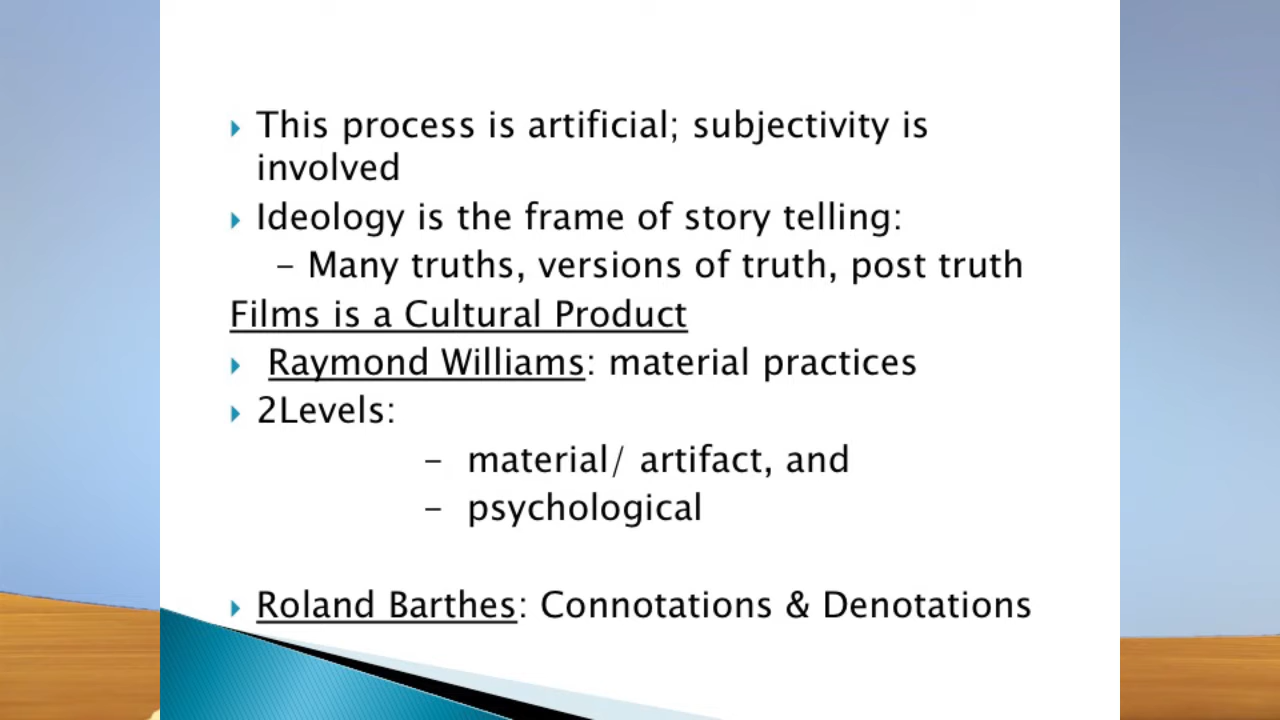 This process is artificial; subjectivity is
involved
Ideology is the frame of story telling:
– Many truths, versions of truth, post truth
Films is a Cultural Product
Raymond Williams: material practices
2Levels:
– material/ artifact, and
– psychological
Roland Barthes: Connotations & Denotations